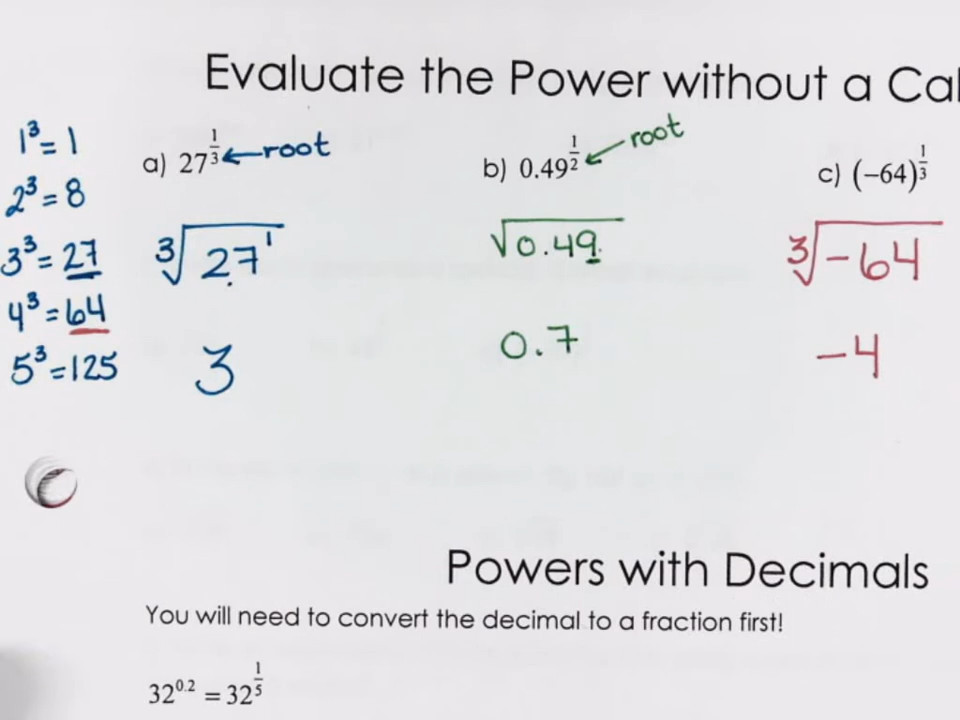 Evaluate the Power without a Cal
1³ = 1
2³ = 8
3³ = 27
4³ = 64
5³ = 125
a) 27^(1/3) ← root
∛27¹
3
b) 0.49^(1/2) ← root
√0.49
0.7
c) (−64)^(1/3)
∛−64
−4
Powers with Decimals
You will need to convert the decimal to a fraction first!
32^0.2 = 32^(1/5)